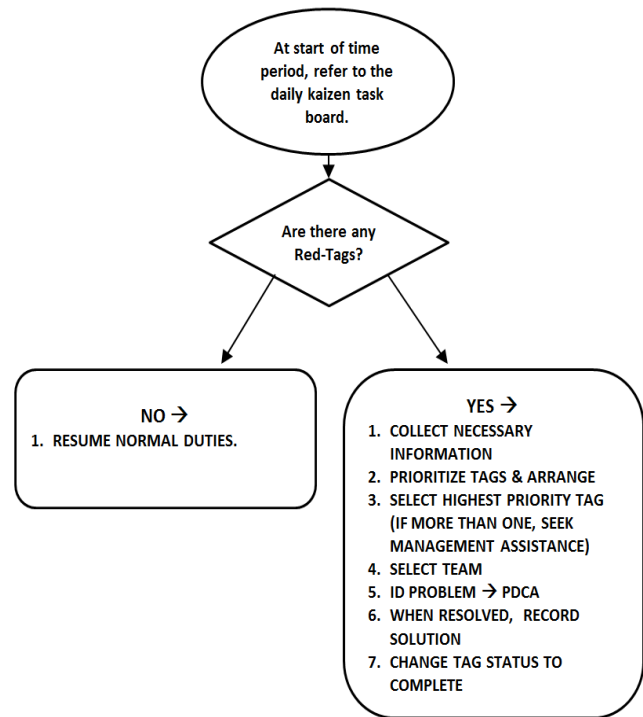 At start of time
period, refer to the
daily kaizen task
board.
Are there any
Red-Tags?
NO →
1. RESUME NORMAL DUTIES.
YES →
1. COLLECT NECESSARY
INFORMATION
2. PRIORITIZE TAGS & ARRANGE
3. SELECT HIGHEST PRIORITY TAG
(IF MORE THAN ONE, SEEK
MANAGEMENT ASSISTANCE)
4. SELECT TEAM
5. ID PROBLEM → PDCA
6. WHEN RESOLVED, RECORD
SOLUTION
7. CHANGE TAG STATUS TO
COMPLETE